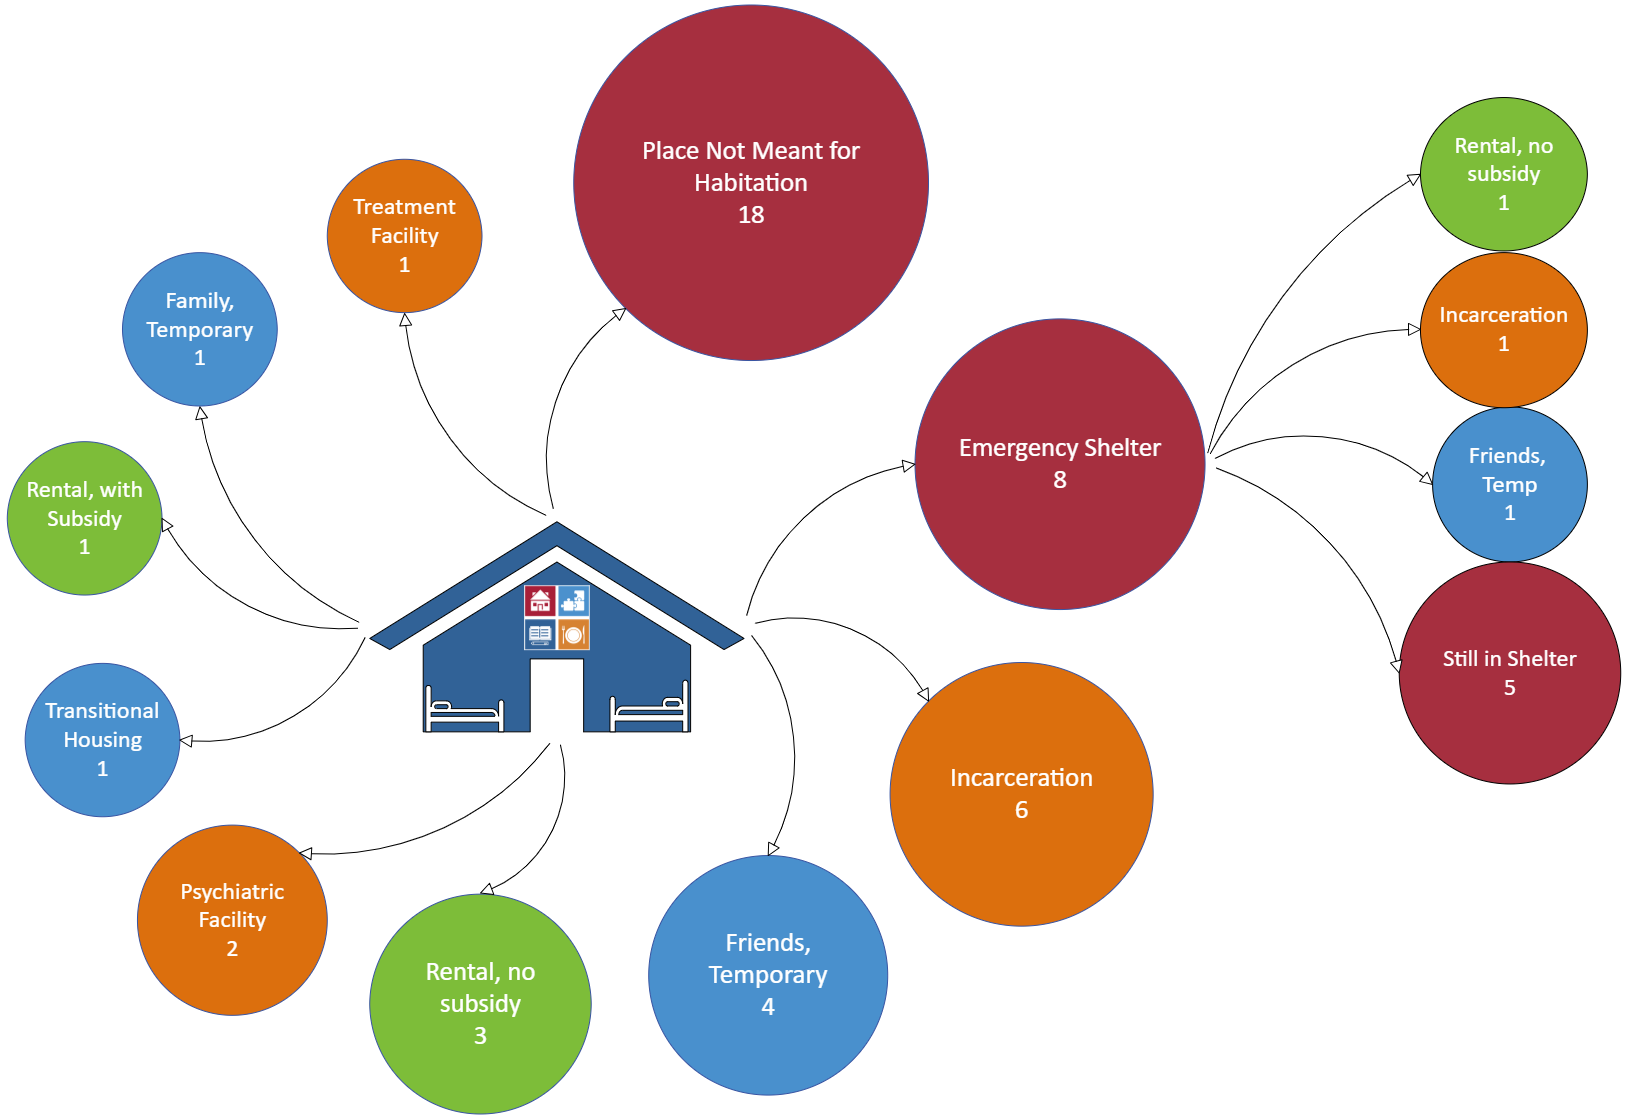 Place Not Meant for
Habitation
18
Treatment
Facility
1
Family,
Temporary
1
Rental, with
Subsidy
1
Transitional
Housing
1
Psychiatric
Facility
2
Rental, no
subsidy
3
Friends,
Temporary
4
Incarceration
6
Emergency Shelter
8
Rental, no
subsidy
1
Incarceration
1
Friends,
Temp
1
Still in Shelter
5